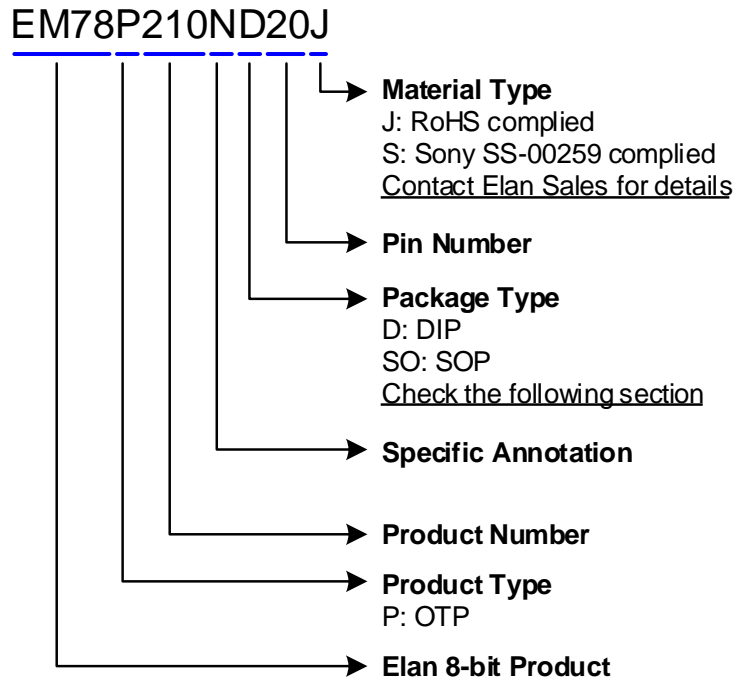 EM78P210ND20J
Material Type
J: RoHS complied
S: Sony SS-00259 complied
Contact Elan Sales for details
Pin Number
Package Type
D: DIP
SO: SOP
Check the following section
Specific Annotation
Product Number
Product Type
P: OTP
Elan 8-bit Product